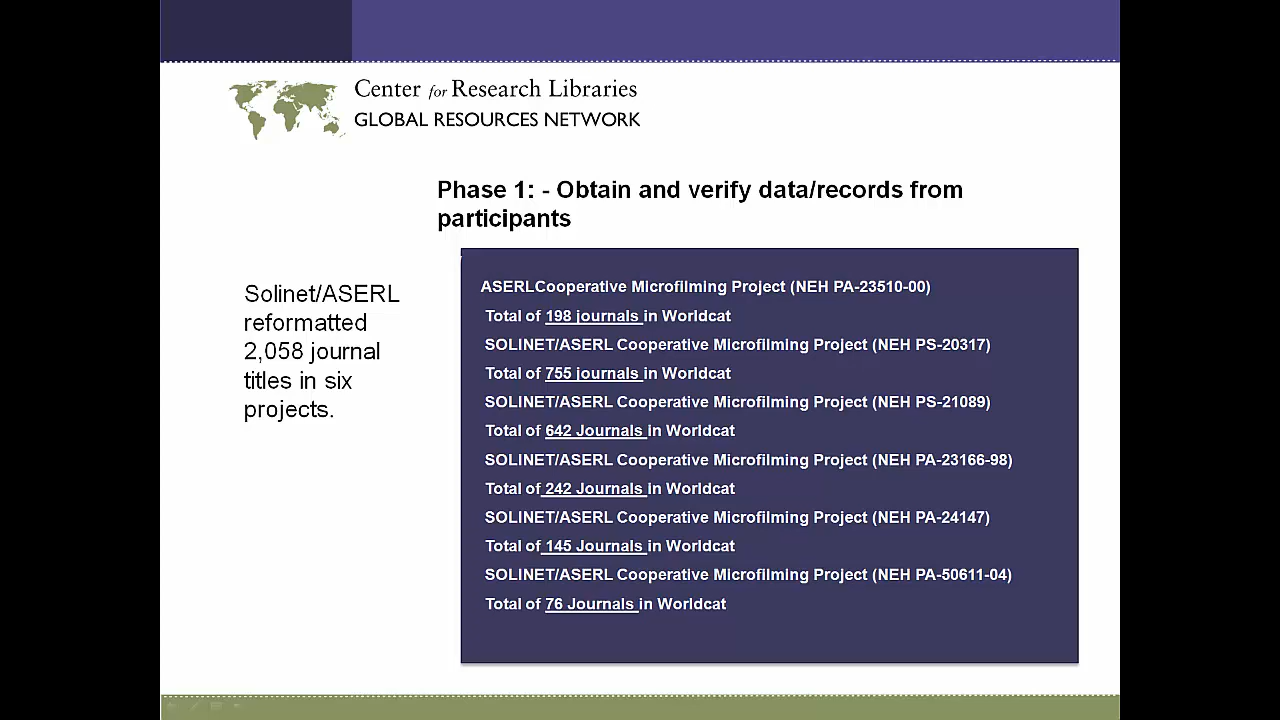 Center for Research Libraries
GLOBAL RESOURCES NETWORK
Phase 1: - Obtain and verify data/records from
participants
Solinet/ASERL
reformatted
2,058 journal
titles in six
projects.
ASERLCooperative Microfilming Project (NEH PA-23510-00)
Total of 198 journals in Worldcat
SOLINET/ASERL Cooperative Microfilming Project (NEH PS-20317)
Total of 755 journals in Worldcat
SOLINET/ASERL Cooperative Microfilming Project (NEH PS-21089)
Total of 642 Journals in Worldcat
SOLINET/ASERL Cooperative Microfilming Project (NEH PA-23166-98)
Total of 242 Journals in Worldcat
SOLINET/ASERL Cooperative Microfilming Project (NEH PA-24147)
Total of 145 Journals in Worldcat
SOLINET/ASERL Cooperative Microfilming Project (NEH PA-50611-04)
Total of 76 Journals in Worldcat